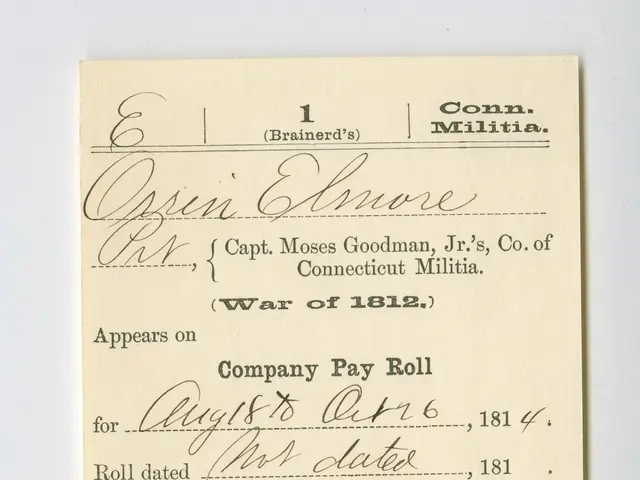 E | 1 | Conn.
(Brainerd's) Militia.
Orrin Elmore
Pvt, { Capt. Moses Goodman, Jr.'s, Co. of
Connecticut Militia.
(War of 1812.)
Appears on
Company Pay Roll
for Aug 18 to Oct 26, 1814.
Roll dated Not dated, 181 .